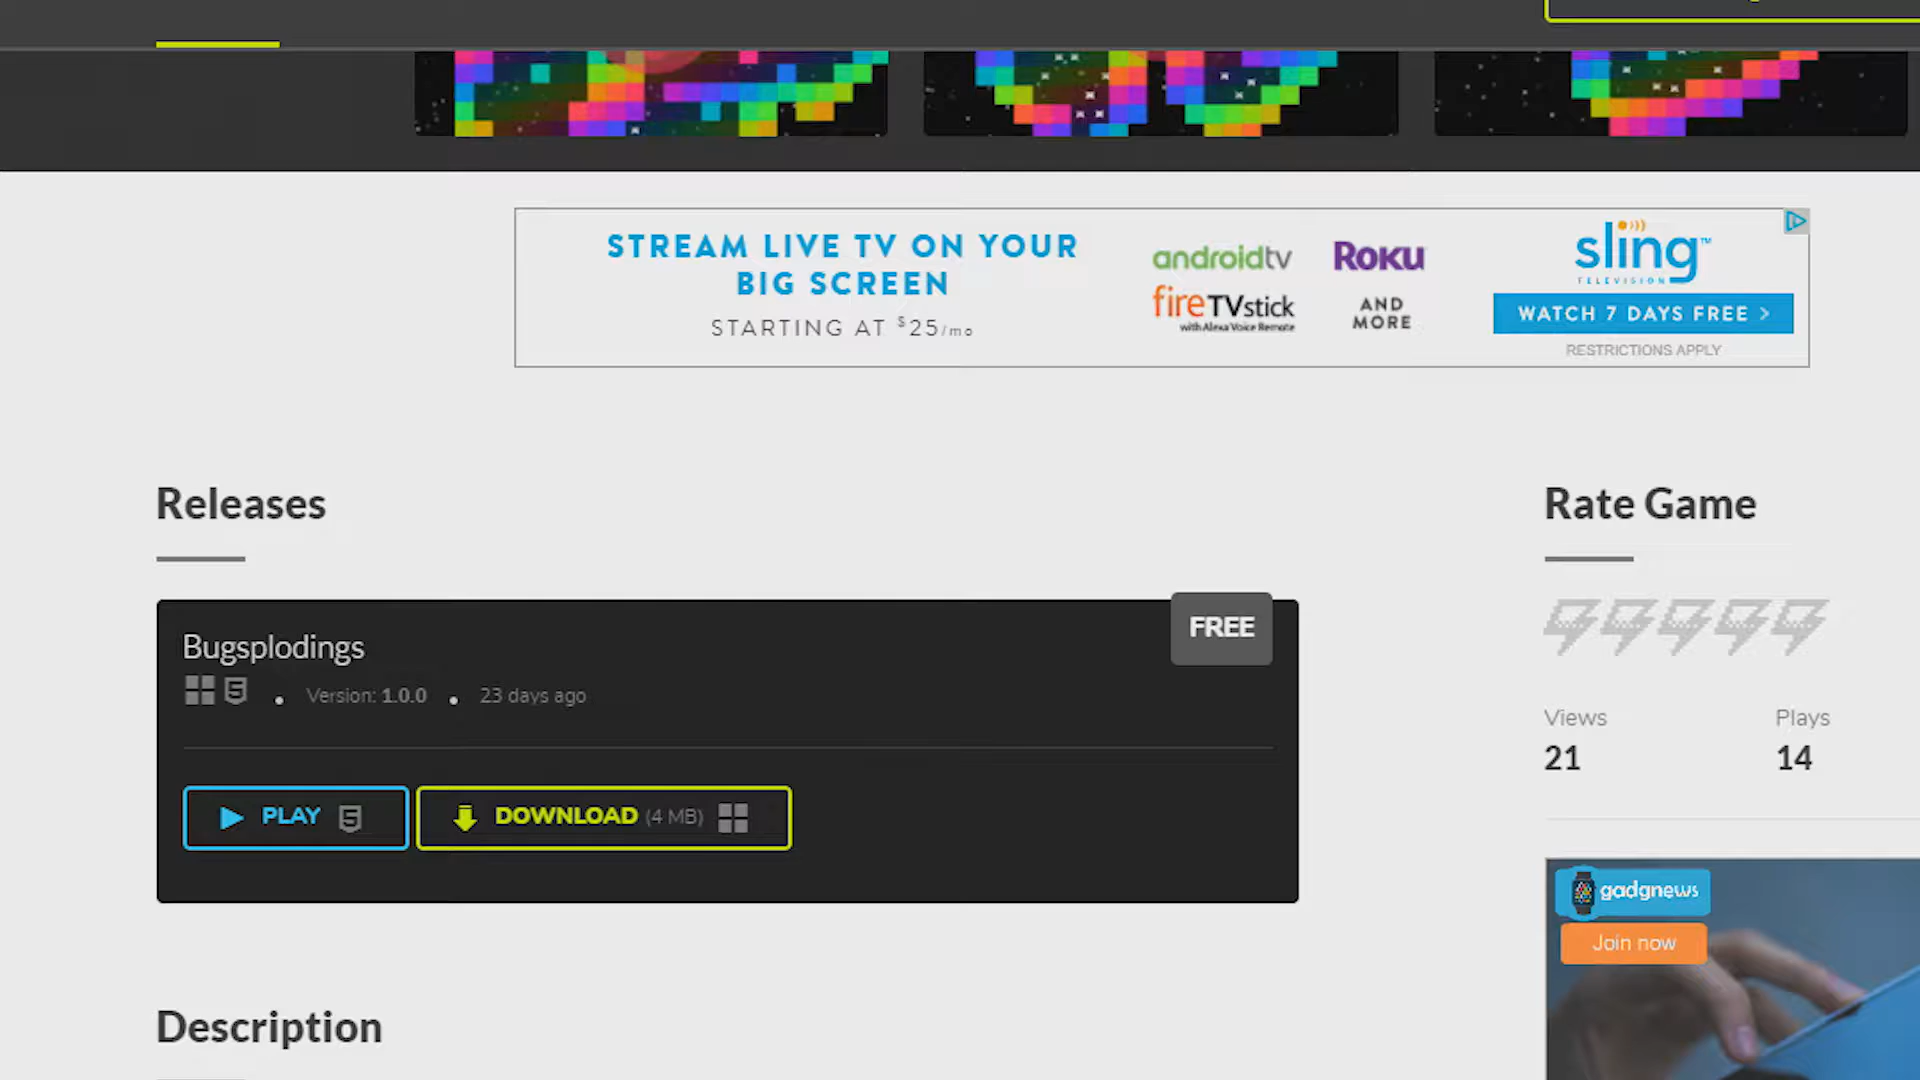 STREAM LIVE TV ON YOUR
BIG SCREEN
STARTING AT $25/mo
androidtv
ROKU
fireTVstick
with Alexa Voice Remote
AND
MORE
sling™
TELEVISION
WATCH 7 DAYS FREE >
RESTRICTIONS APPLY
Releases
Bugsplodings
FREE
Version: 1.0.0 • 23 days ago
PLAY
DOWNLOAD (4 MB)
Description
Rate Game
Views
Plays
21
14
gadgnews
Join now